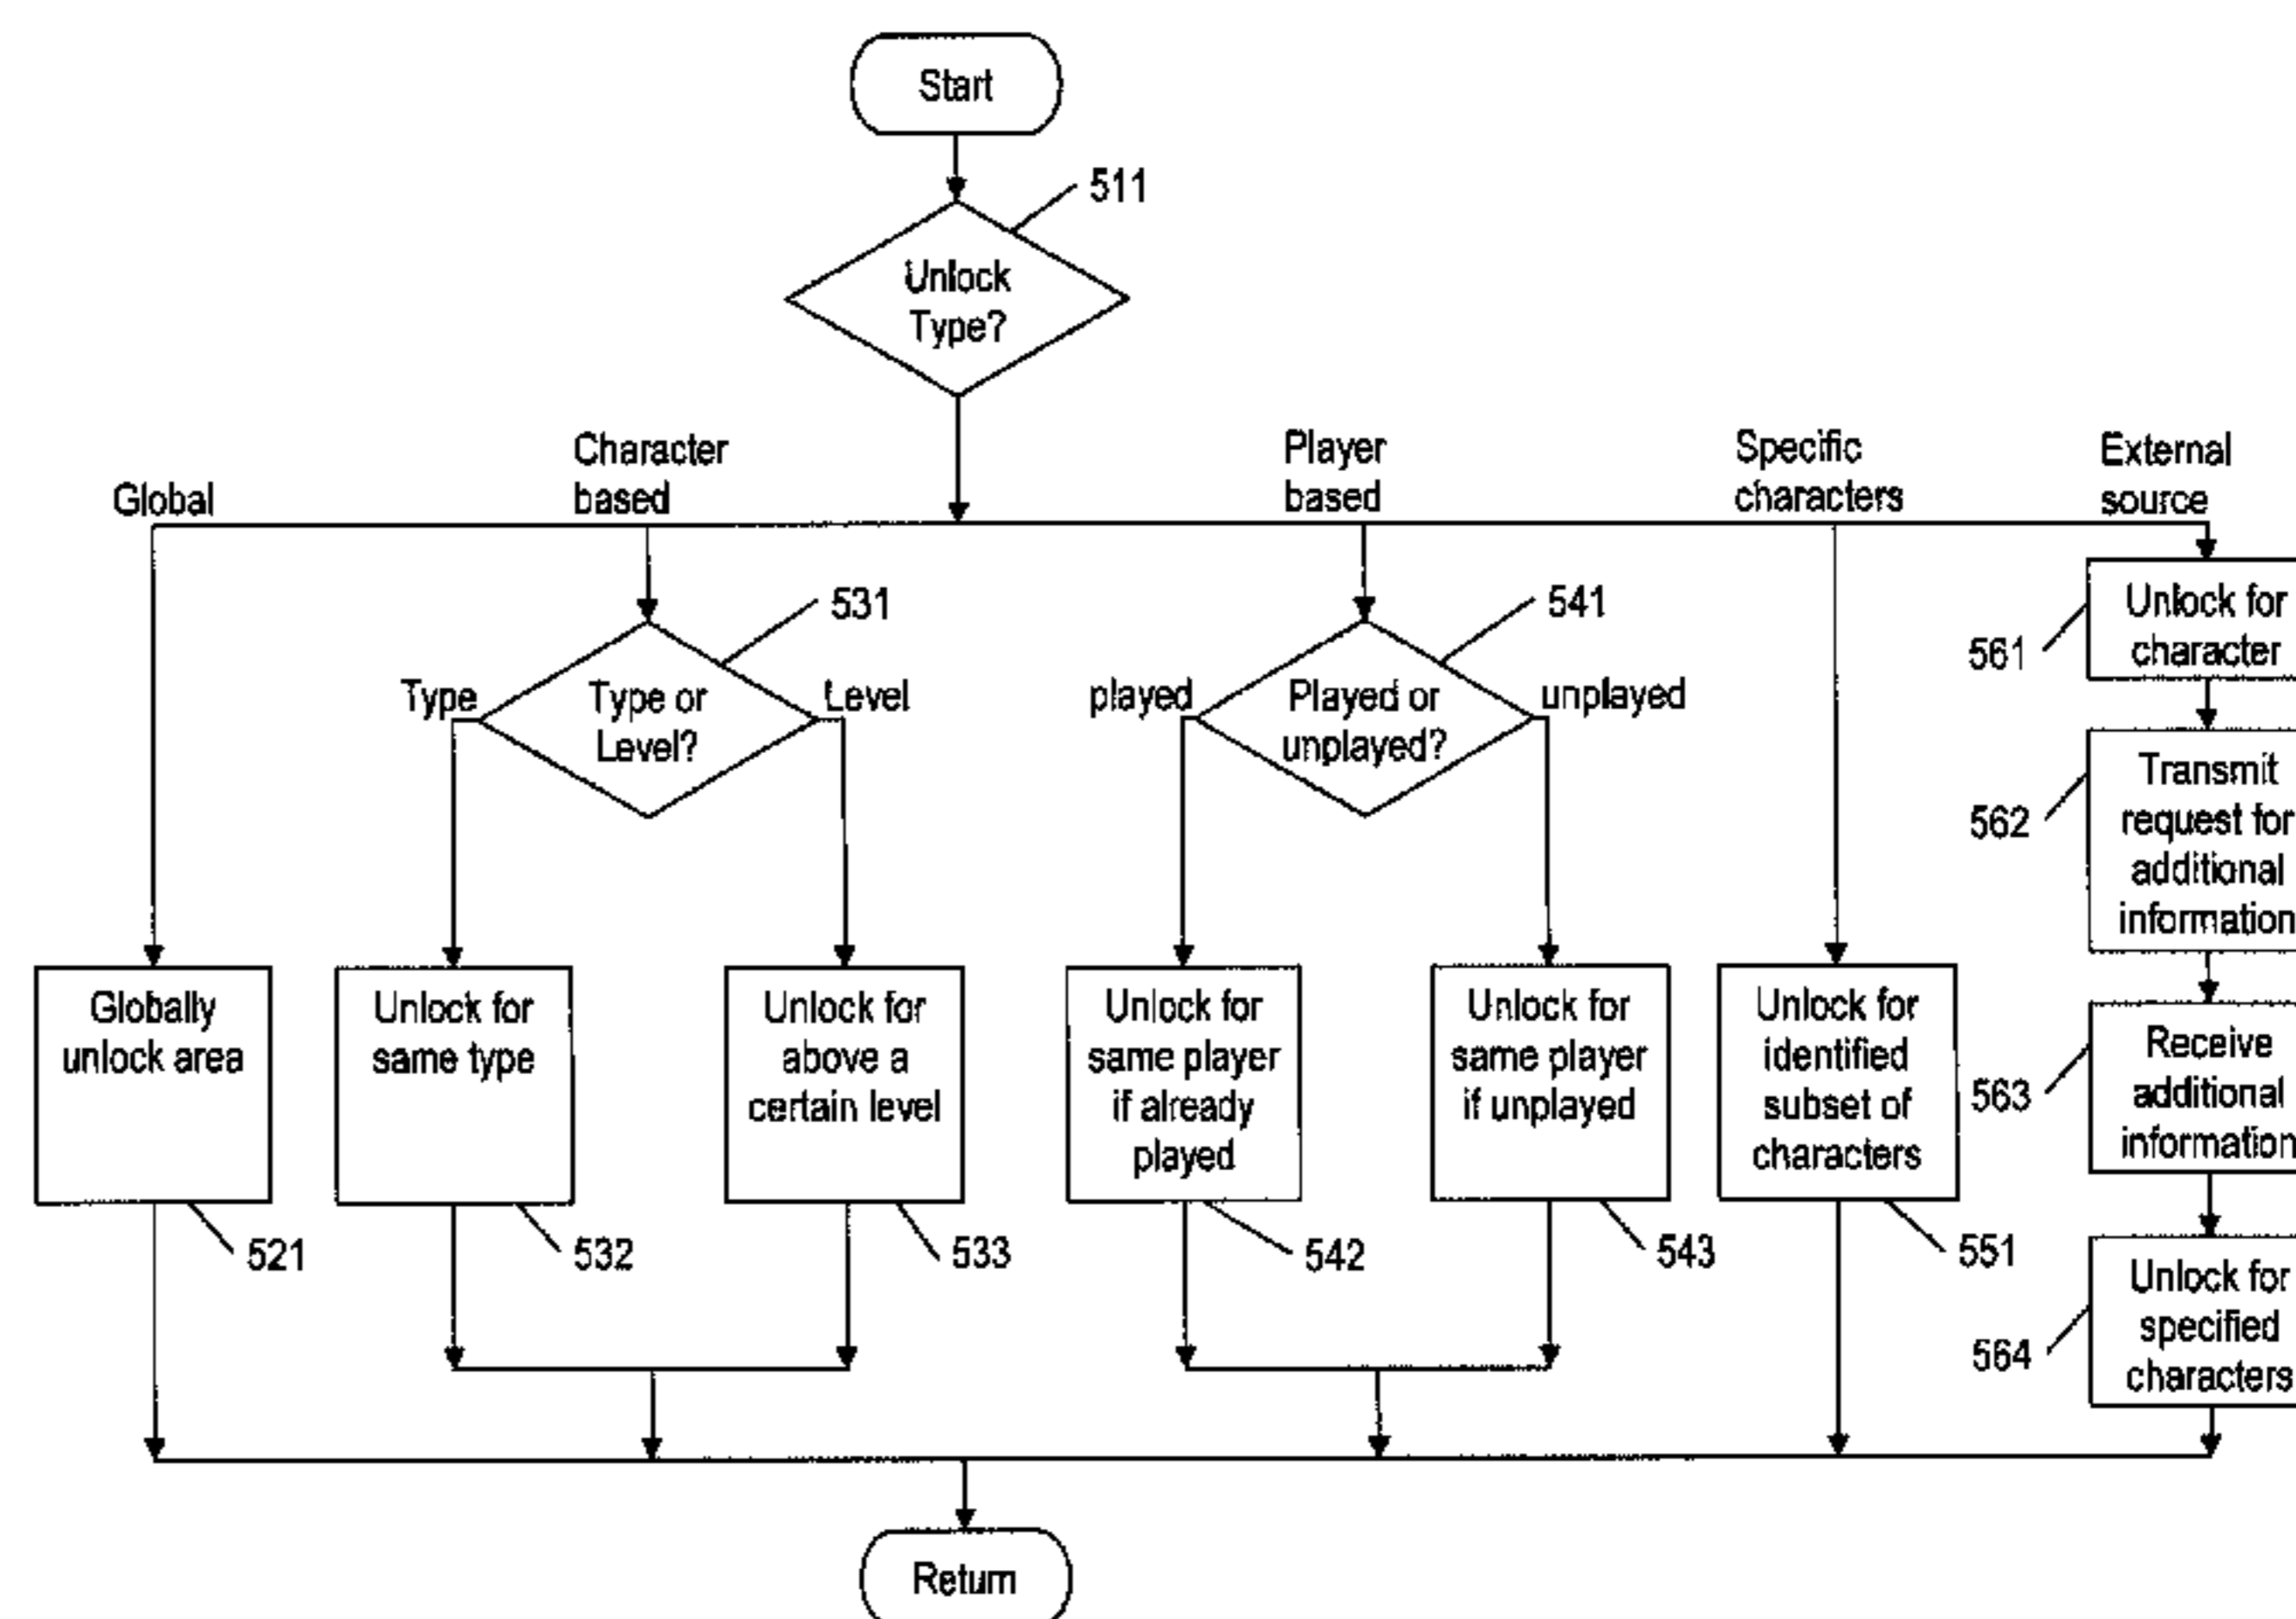 Start
511
Unlock
Type?
Global
Character
based
Player
based
Specific
characters
External
source
531
Type
Type or
Level?
Level
541
played
Played or
unplayed?
unplayed
561
Unlock for
character
562
Transmit
request for
additional
information
563
Receive
additional
information
564
Unlock for
specified
characters
Globally
unlock area
521
Unlock for
same type
532
Unlock for
above a
certain level
533
Unlock for
same player
if already
played
542
Unlock for
same player
if unplayed
543
Unlock for
identified
subset of
characters
551
Return